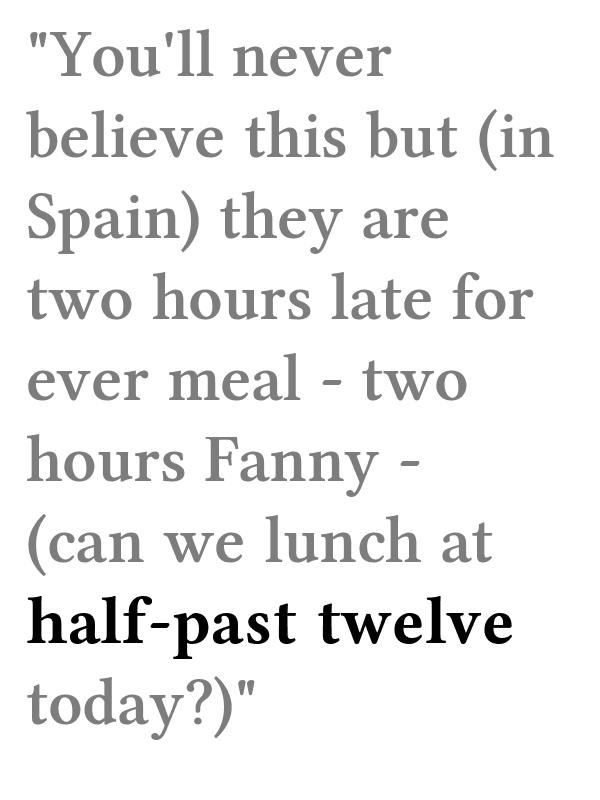 "You'll never
believe this but (in
Spain) they are
two hours late for
ever meal - two
hours Fanny -
(can we lunch at
half-past twelve
today?)"